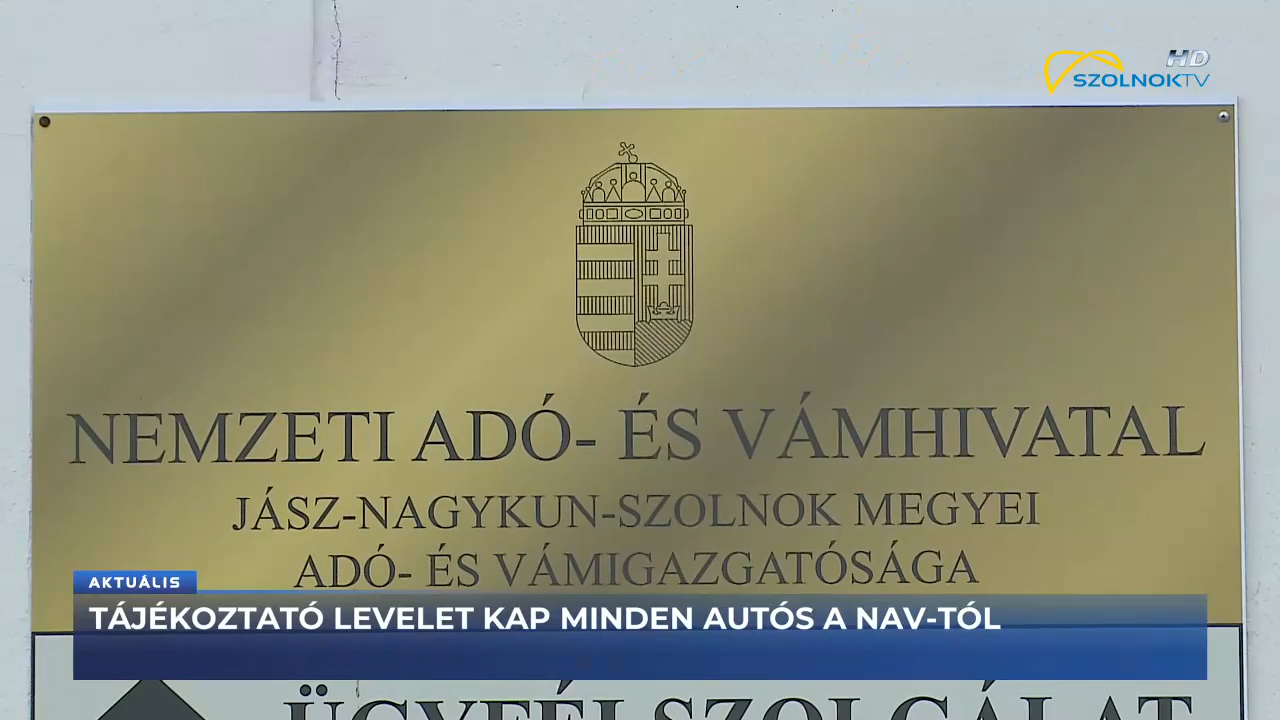 HD
SZOLNOKTV
NEMZETI ADÓ- ÉS VÁMHIVATAL
JÁSZ-NAGYKUN-SZOLNOK MEGYEI
ADÓ- ÉS VÁMIGAZGATÓSÁGA
AKTUÁLIS
TÁJÉKOZTATÓ LEVELET KAP MINDEN AUTÓS A NAV-TÓL
ÜGYFÉLSZOLGÁLAT